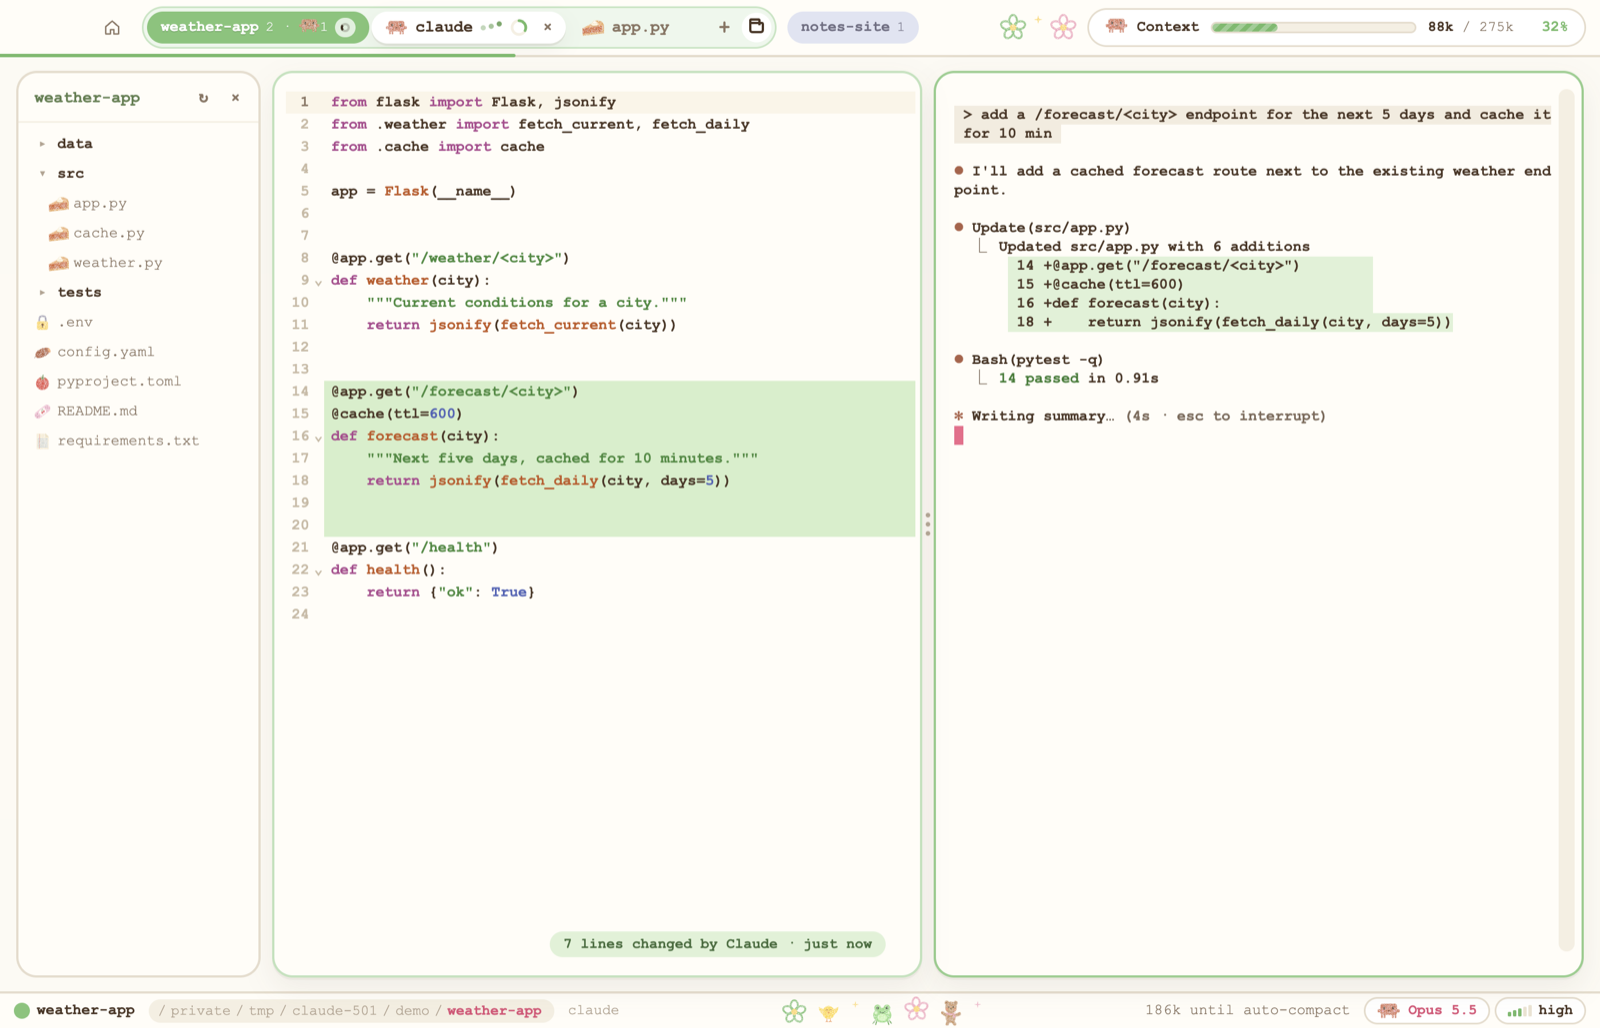 weather-app 2 · 1 claude × app.py + notes-site 1 Context 88k / 275k 32%
weather-app ↻ ×
data
src
app.py
cache.py
weather.py
tests
.env
config.yaml
pyproject.toml
README.md
requirements.txt
1 from flask import Flask, jsonify
2 from .weather import fetch_current, fetch_daily
3 from .cache import cache
4
5 app = Flask(__name__)
6
7
8 @app.get("/weather/<city>")
9 def weather(city):
10     """Current conditions for a city."""
11     return jsonify(fetch_current(city))
12
13
14 @app.get("/forecast/<city>")
15 @cache(ttl=600)
16 def forecast(city):
17     """Next five days, cached for 10 minutes."""
18     return jsonify(fetch_daily(city, days=5))
19
20
21 @app.get("/health")
22 def health():
23     return {"ok": True}
24
7 lines changed by Claude · just now
> add a /forecast/<city> endpoint for the next 5 days and cache it
for 10 min
● I'll add a cached forecast route next to the existing weather end
point.
● Update(src/app.py)
⎿ Updated src/app.py with 6 additions
14 +@app.get("/forecast/<city>")
15 +@cache(ttl=600)
16 +def forecast(city):
18 +    return jsonify(fetch_daily(city, days=5))
● Bash(pytest -q)
⎿ 14 passed in 0.91s
✻ Writing summary… (4s · esc to interrupt)
weather-app / private / tmp / claude-501 / demo / weather-app claude 186k until auto-compact Opus 5.5 high